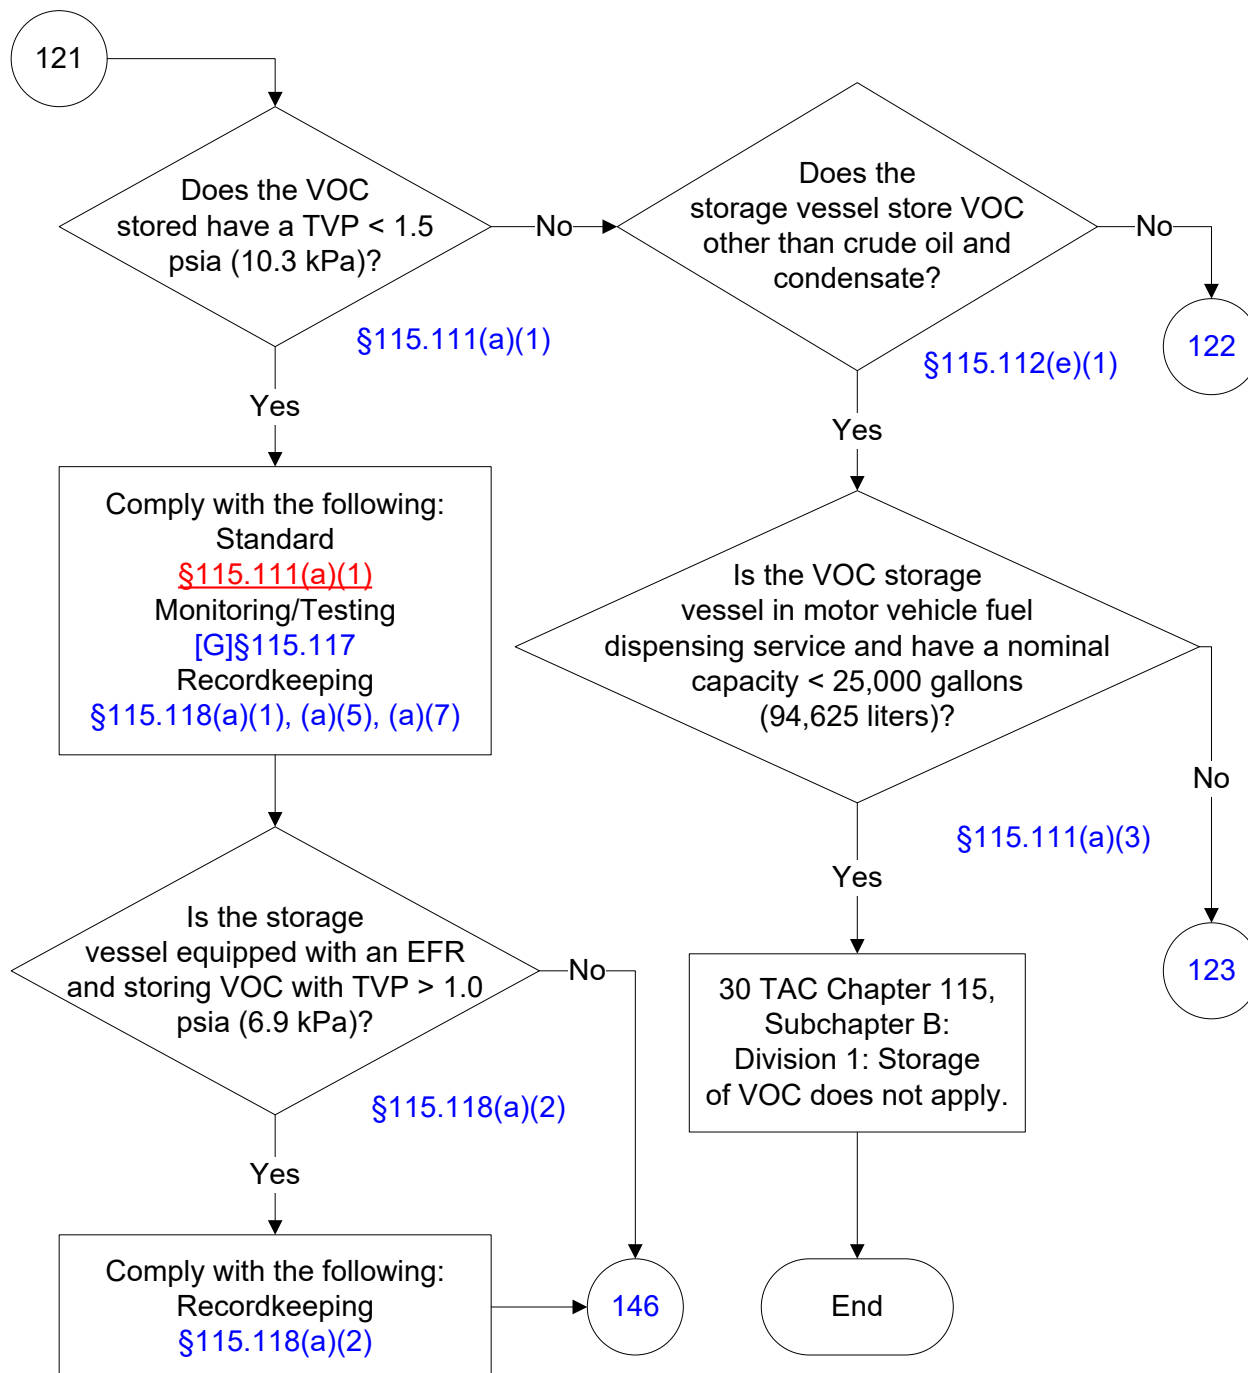 121
Does the VOC
stored have a TVP < 1.5
psia (10.3 kPa)?
No
§115.111(a)(1)
Yes
Comply with the following:
Standard
§115.111(a)(1)
Monitoring/Testing
[G]§115.117
Recordkeeping
§115.118(a)(1), (a)(5), (a)(7)
Is the storage
vessel equipped with an EFR
and storing VOC with TVP > 1.0
psia (6.9 kPa)?
No
§115.118(a)(2)
Yes
Comply with the following:
Recordkeeping
§115.118(a)(2)
146
Does the
storage vessel store VOC
other than crude oil and
condensate?
No
122
§115.112(e)(1)
Yes
Is the VOC storage
vessel in motor vehicle fuel
dispensing service and have a nominal
capacity < 25,000 gallons
(94,625 liters)?
No
§115.111(a)(3)
123
Yes
30 TAC Chapter 115,
Subchapter B:
Division 1: Storage
of VOC does not apply.
End